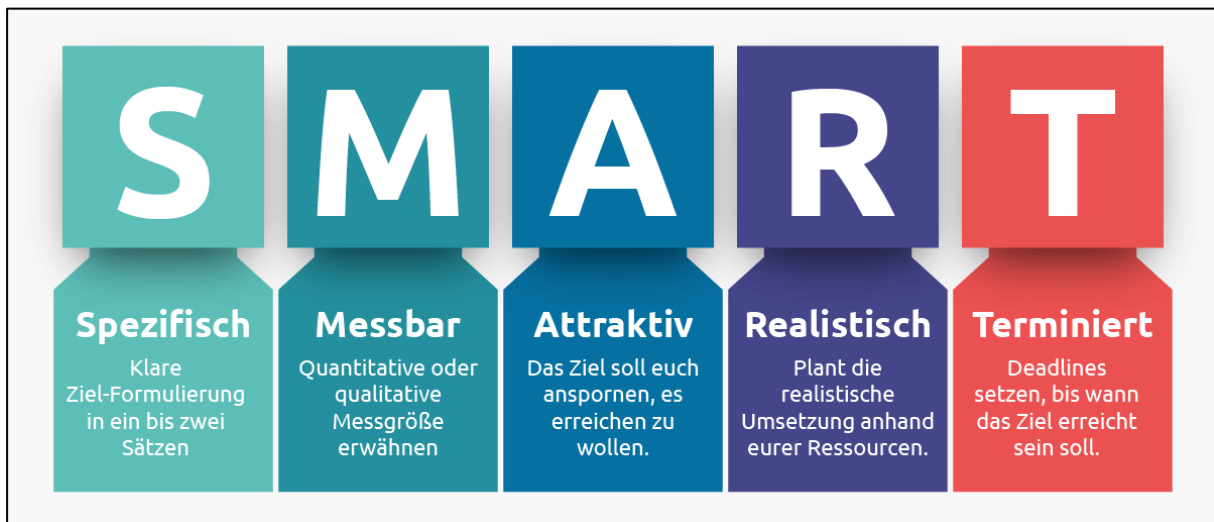 S
M
A
R
T
Spezifisch
Klare
Ziel-Formulierung
in ein bis zwei
Sätzen
Messbar
Quantitative oder
qualitative
Messgröße
erwähnen
Attraktiv
Das Ziel soll euch
anspornen, es
erreichen zu
wollen.
Realistisch
Plant die
realistische
Umsetzung anhand
eurer Ressourcen.
Terminiert
Deadlines
setzen, bis wann
das Ziel erreicht
sein soll.